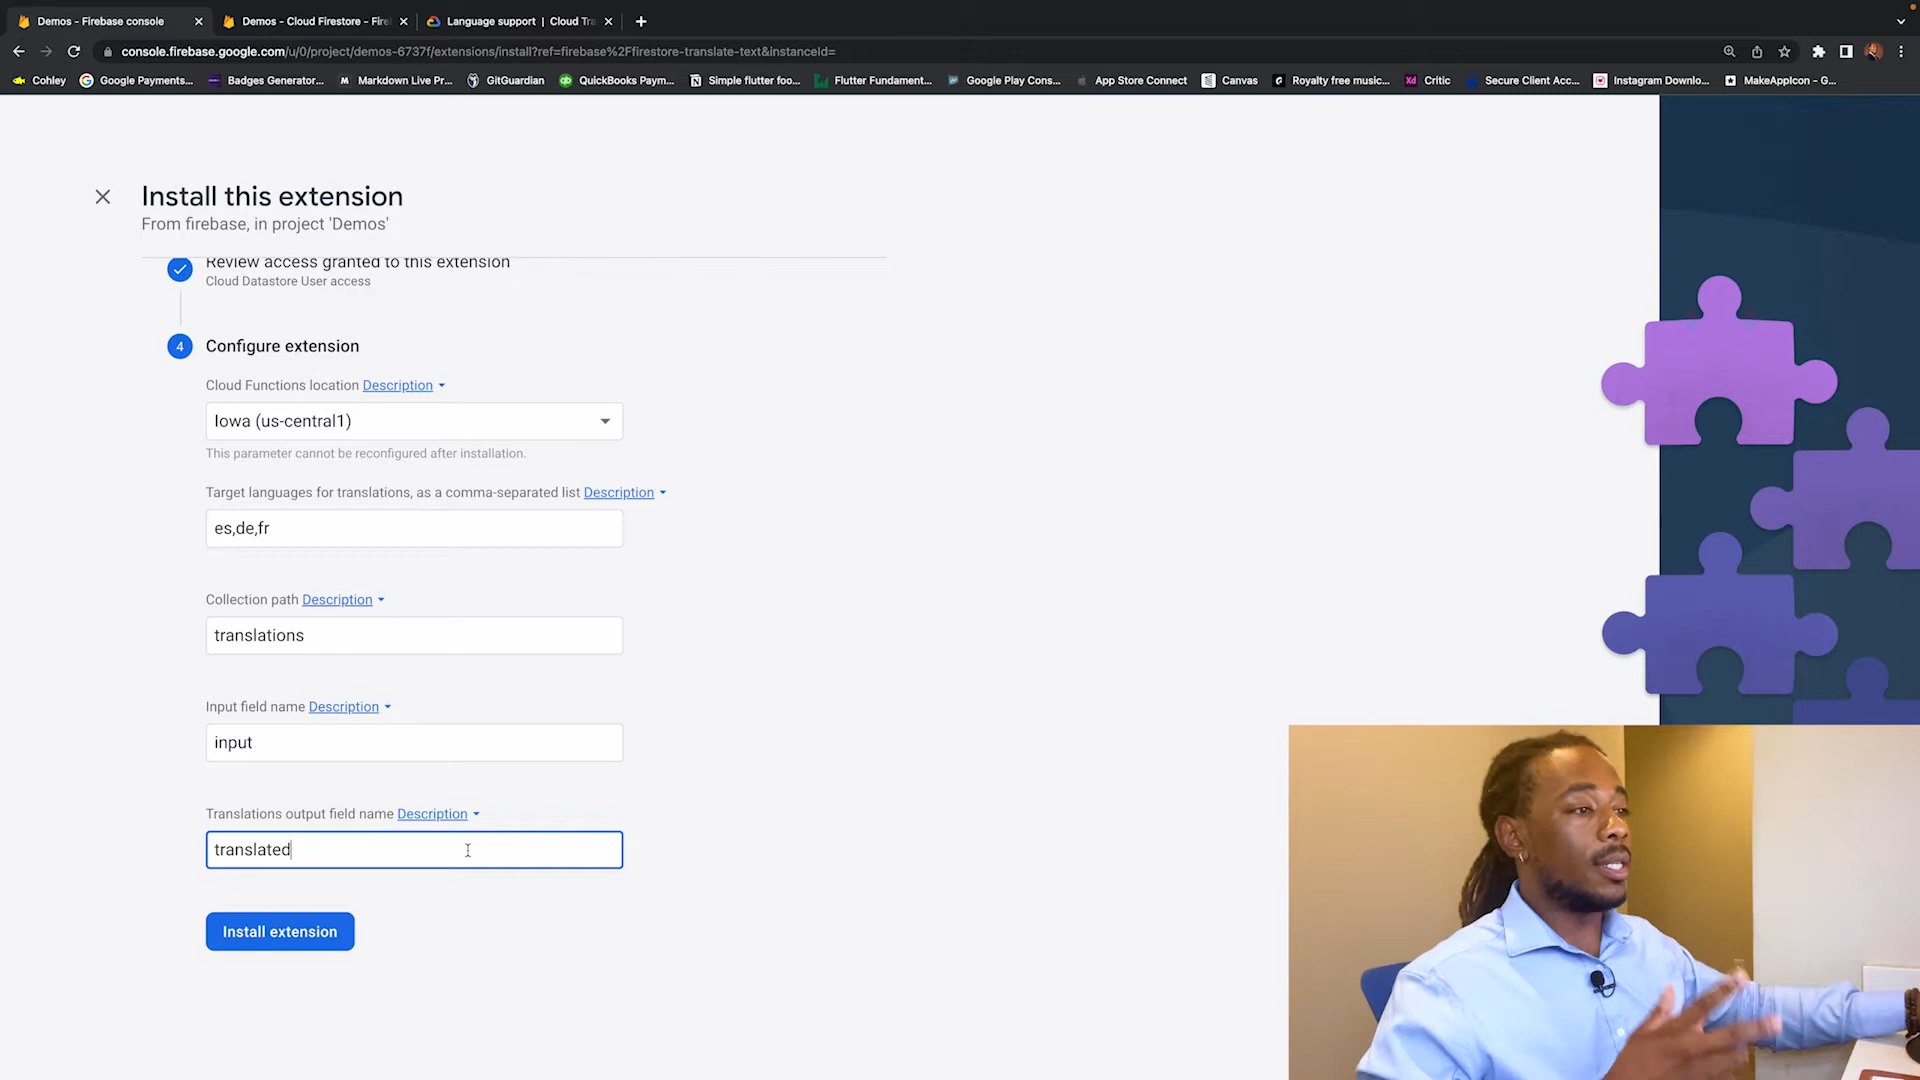 Demos - Firebase console
Demos - Cloud Firestore - Fire
Language support | Cloud Tra
console.firebase.google.com/u/0/project/demos-6737f/extensions/install?ref=firebase%2Ffirestore-translate-text&instanceId=
Cohley
Google Payments...
Badges Generator...
Markdown Live Pr...
GitGuardian
QuickBooks Paym...
Simple flutter foo...
Flutter Fundament...
Google Play Cons...
App Store Connect
Canvas
Royalty free music...
Critic
Secure Client Acc...
Instagram Downlo...
MakeAppIcon - G...
Install this extension
From firebase, in project 'Demos'
Review access granted to this extension
Cloud Datastore User access
4 Configure extension
Cloud Functions location Description
Iowa (us-central1)
This parameter cannot be reconfigured after installation.
Target languages for translations, as a comma-separated list Description
es,de,fr
Collection path Description
translations
Input field name Description
input
Translations output field name Description
translated
Install extension